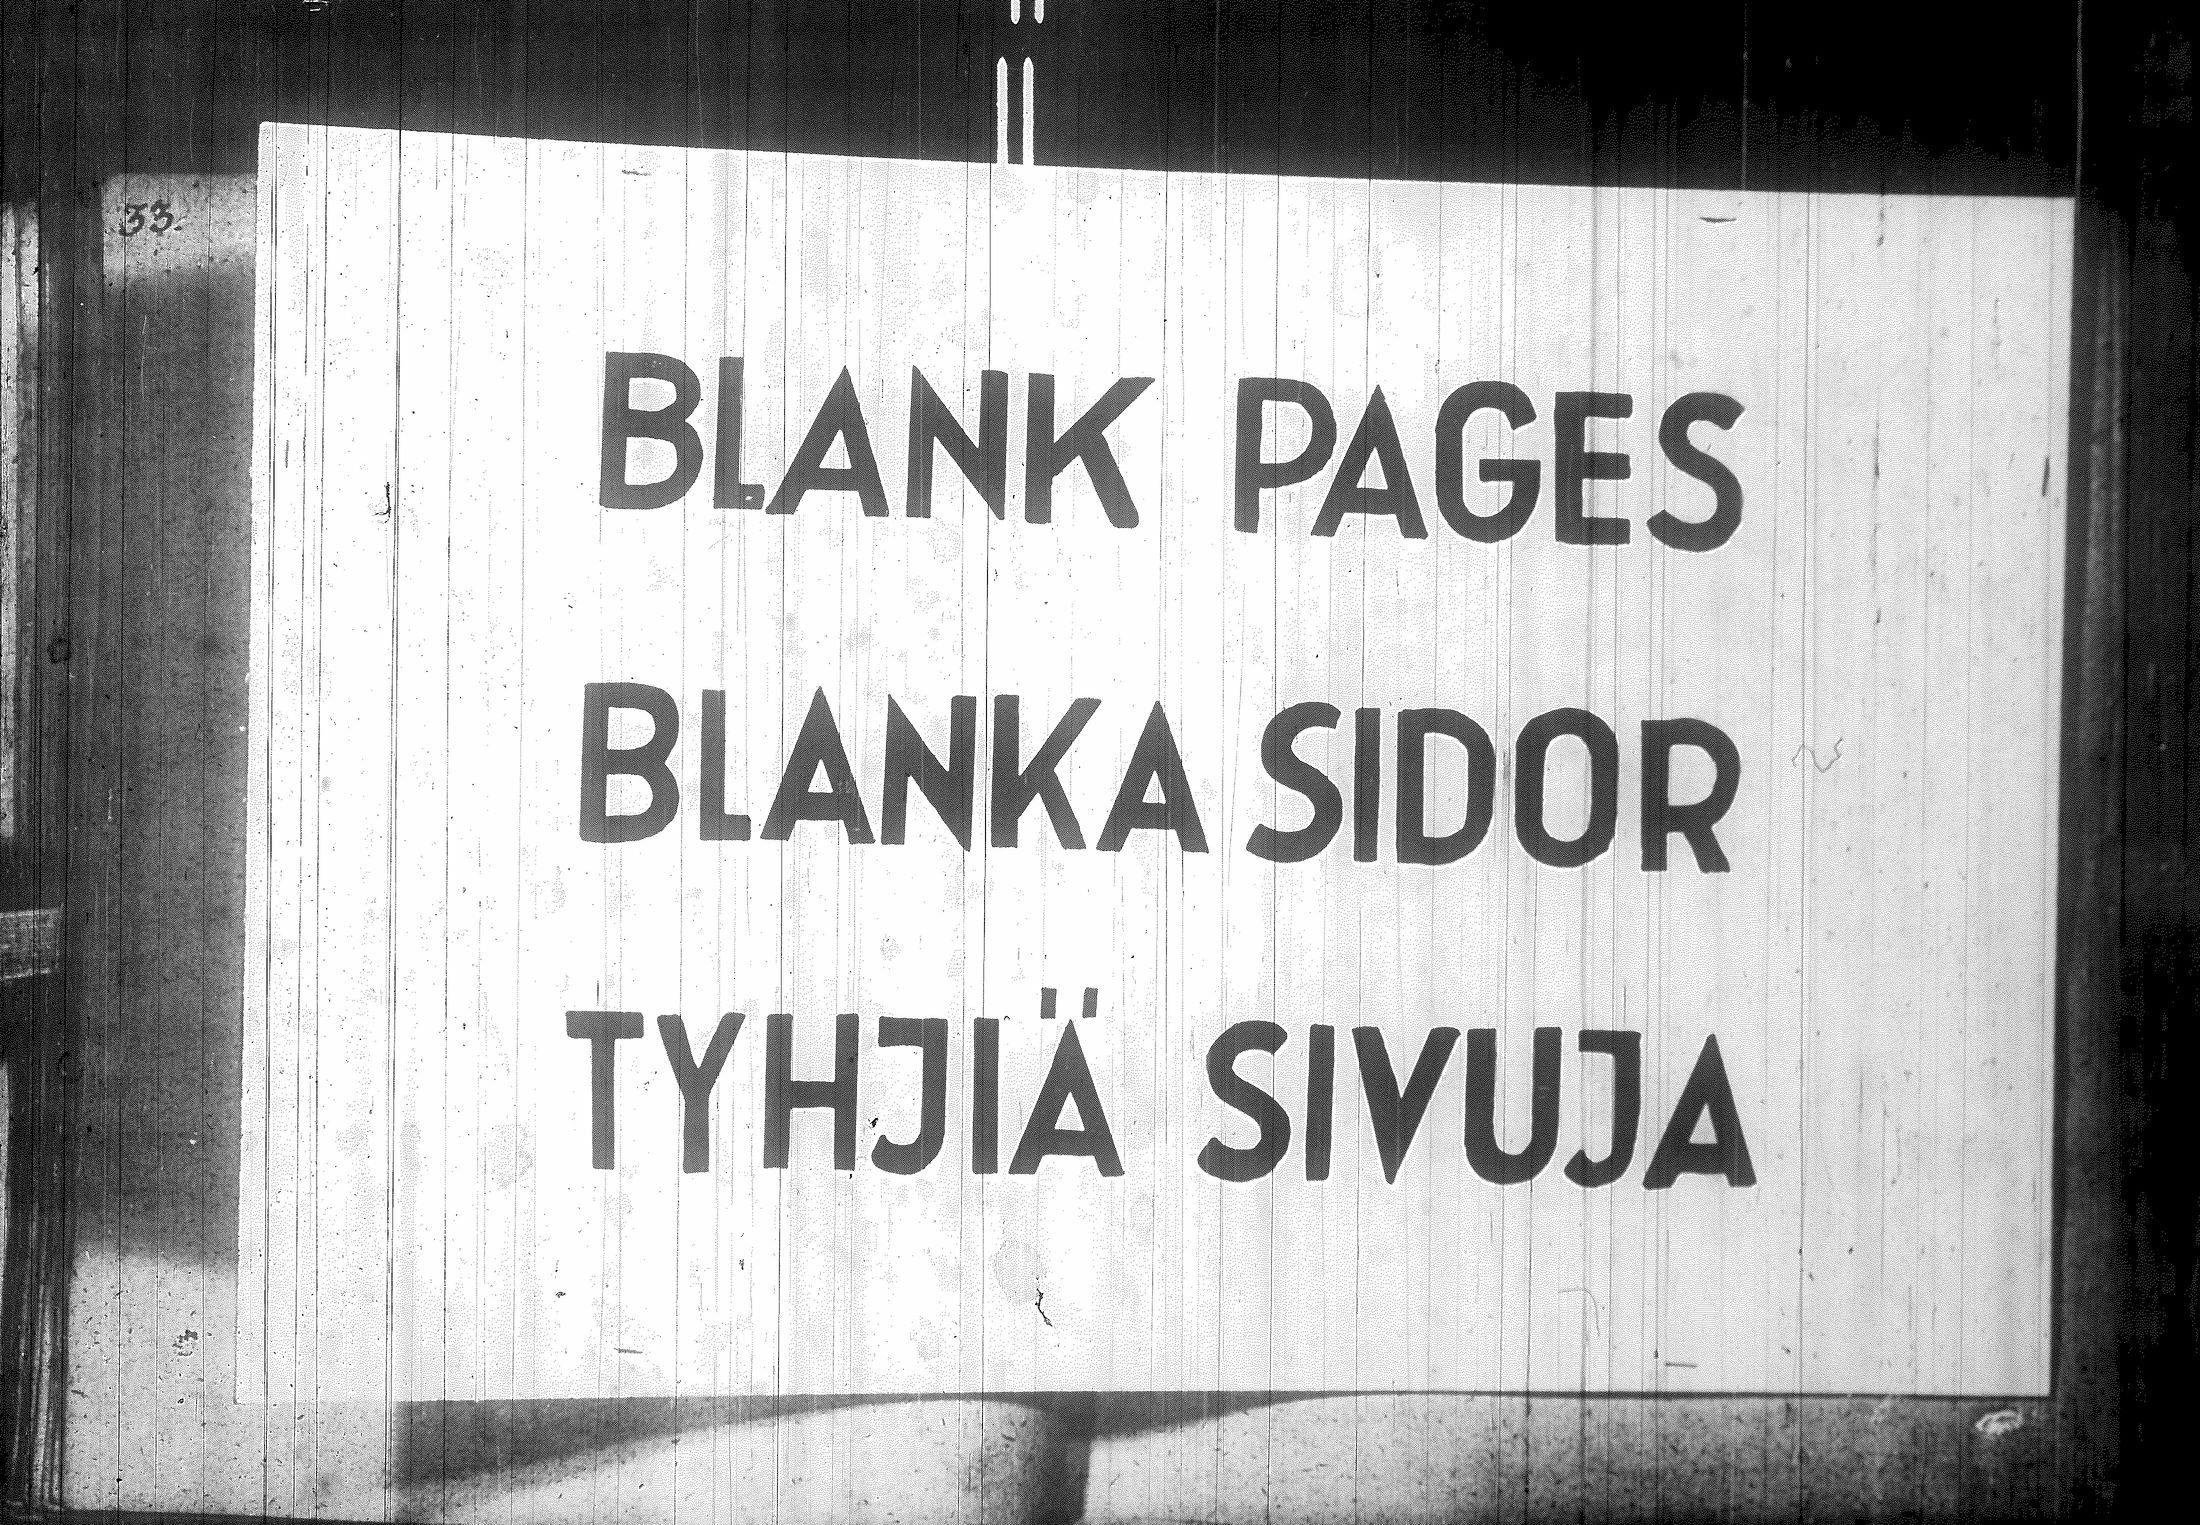 33.
BLANK PAGES
BLANKA SIDOR
TYHJIÄ SIVUJA